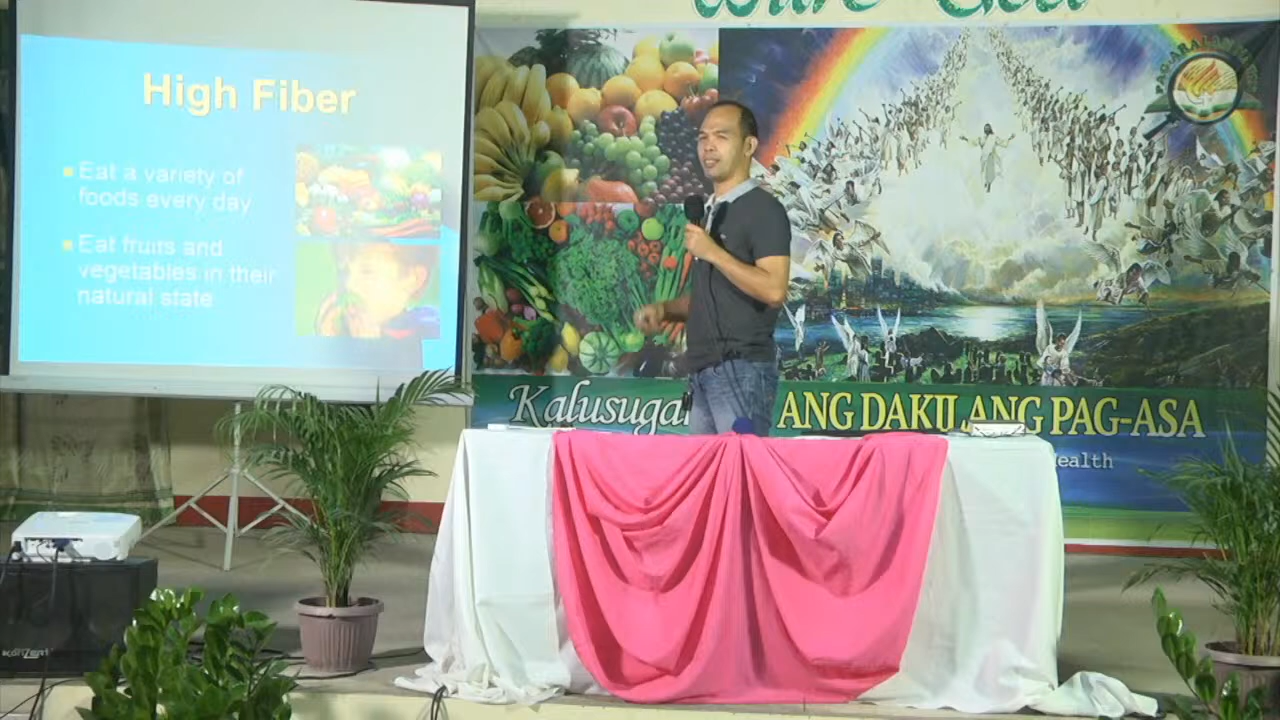 High Fiber
Eat a variety of
foods every day
Eat fruits and
vegetables in their
natural state
Kalusugan ANG DAKILANG PAG-ASA
Health